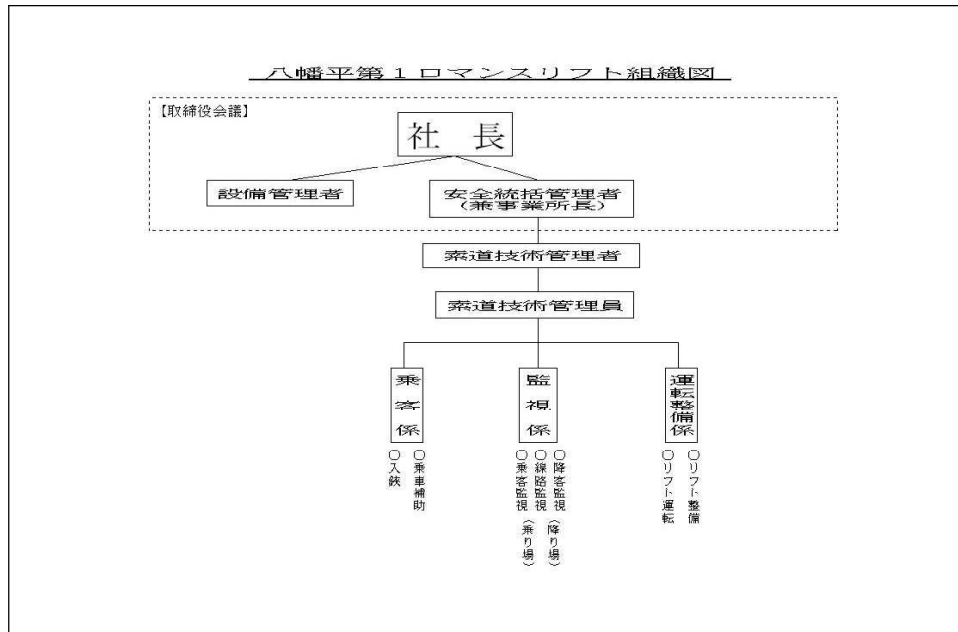 八幡平第1ロマンスリフト組織図
【取締役会議】
社 長
設備管理者
安全統括管理者
(兼事業所長)
索道技術管理者
索道技術管理員
乗客係
監視係
運転整備係
○乗車補助
○入鋏
○降客監視(降り場)
○線路監視
○乗客監視(乗り場)
○リフト整備
○リフト運転